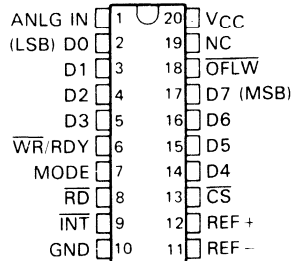 ANLG IN 1 20 VCC
(LSB) D0 2 19 NC
D1 3 18 OFLW
D2 4 17 D7 (MSB)
D3 5 16 D6
WR/RDY 6 15 D5
MODE 7 14 D4
RD 8 13 CS
INT 9 12 REF +
GND 10 11 REF −